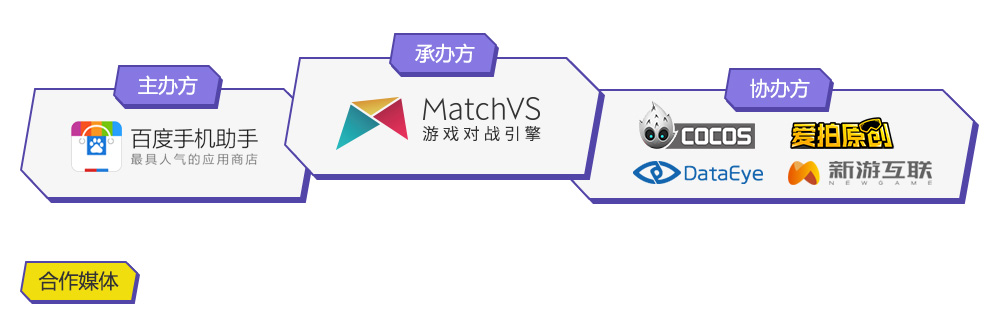 主办方
百度手机助手
最具人气的应用商店
承办方
MatchVS
游戏对战引擎
协办方
COCOS
爱拍原创
DataEye
新游互联
NEWGAME
合作媒体